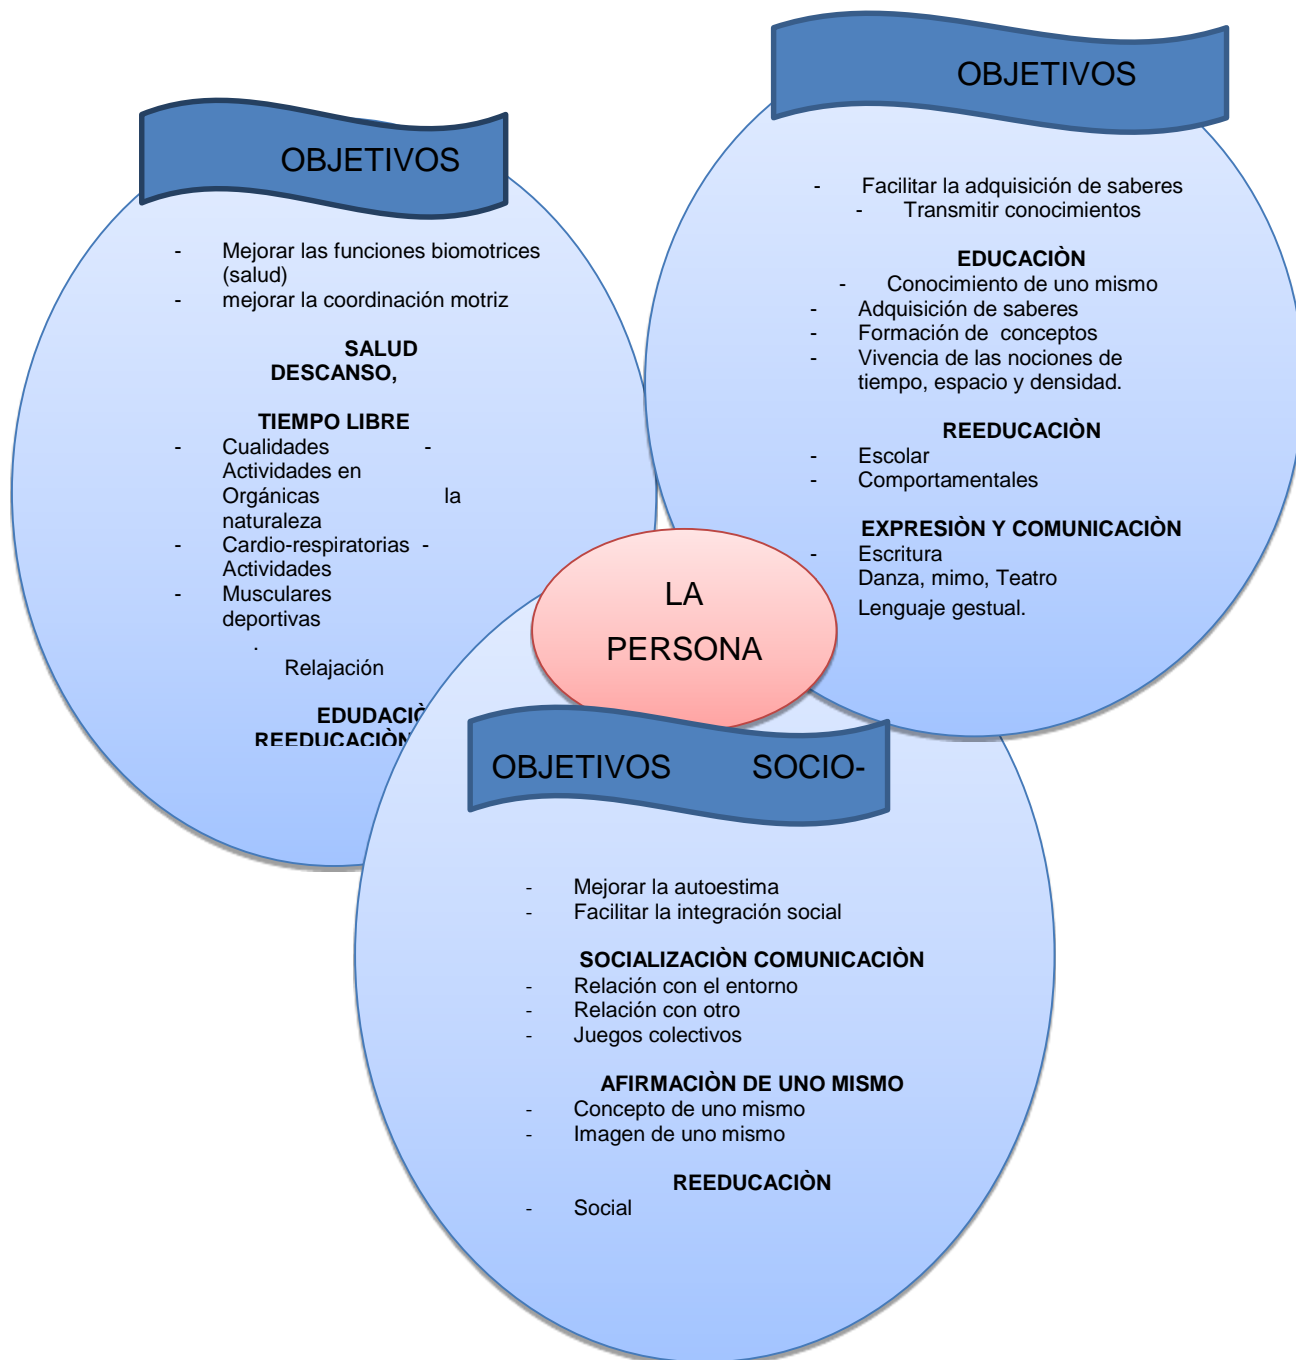 OBJETIVOS
- Mejorar las funciones biomotrices
(salud)
- mejorar la coordinación motriz
SALUD
DESCANSO,
TIEMPO LIBRE
- Cualidades -
Actividades en
Orgánicas la
naturaleza
- Cardio-respiratorias -
Actividades
- Musculares
deportivas
.
Relajación
EDUDACIÒ
REEDUCACIÒN
OBJETIVOS
- Facilitar la adquisición de saberes
- Transmitir conocimientos
EDUCACIÒN
- Conocimiento de uno mismo
- Adquisición de saberes
- Formación de conceptos
- Vivencia de las nociones de
tiempo, espacio y densidad.
REEDUCACIÒN
- Escolar
- Comportamentales
EXPRESIÒN Y COMUNICACIÒN
- Escritura
Danza, mimo, Teatro
Lenguaje gestual.
LA
PERSONA
OBJETIVOS SOCIO-
- Mejorar la autoestima
- Facilitar la integración social
SOCIALIZACIÒN COMUNICACIÒN
- Relación con el entorno
- Relación con otro
- Juegos colectivos
AFIRMACIÒN DE UNO MISMO
- Concepto de uno mismo
- Imagen de uno mismo
REEDUCACIÒN
- Social